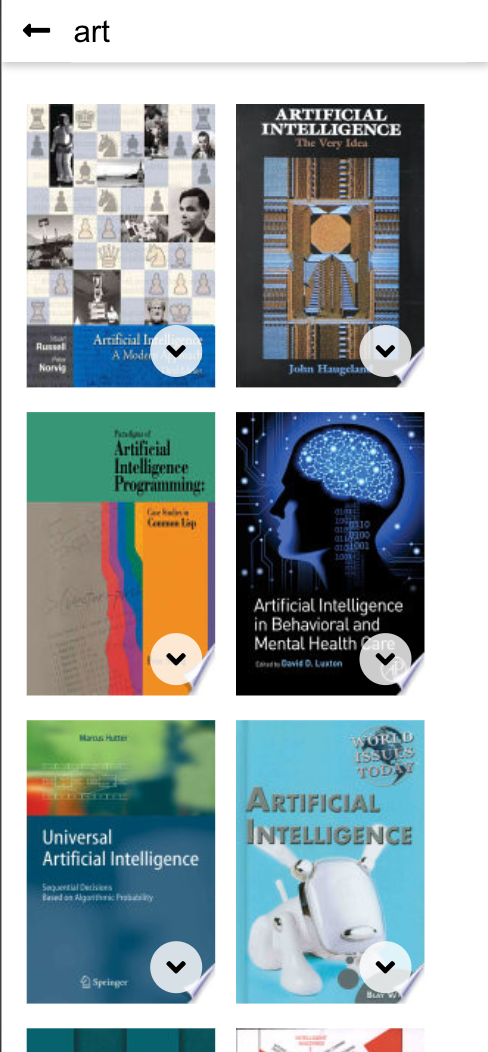 art
Stuart
Russell
Peter
Norvig
Artificial Intelligence
A Modern Approach
ARTIFICIAL
INTELLIGENCE
The Very Idea
John Haugeland
Paradigms of
Artificial
Intelligence
Programming:
Case Studies in
Common Lisp
Artificial Intelligence
in Behavioral and
Mental Health Care
Edited by David D. Luxton
Marcus Hutter
Universal
Artificial Intelligence
Sequential Decisions
Based on Algorithmic Probability
Springer
WORLD
ISSUES
TODAY
ARTIFICIAL
INTELLIGENCE